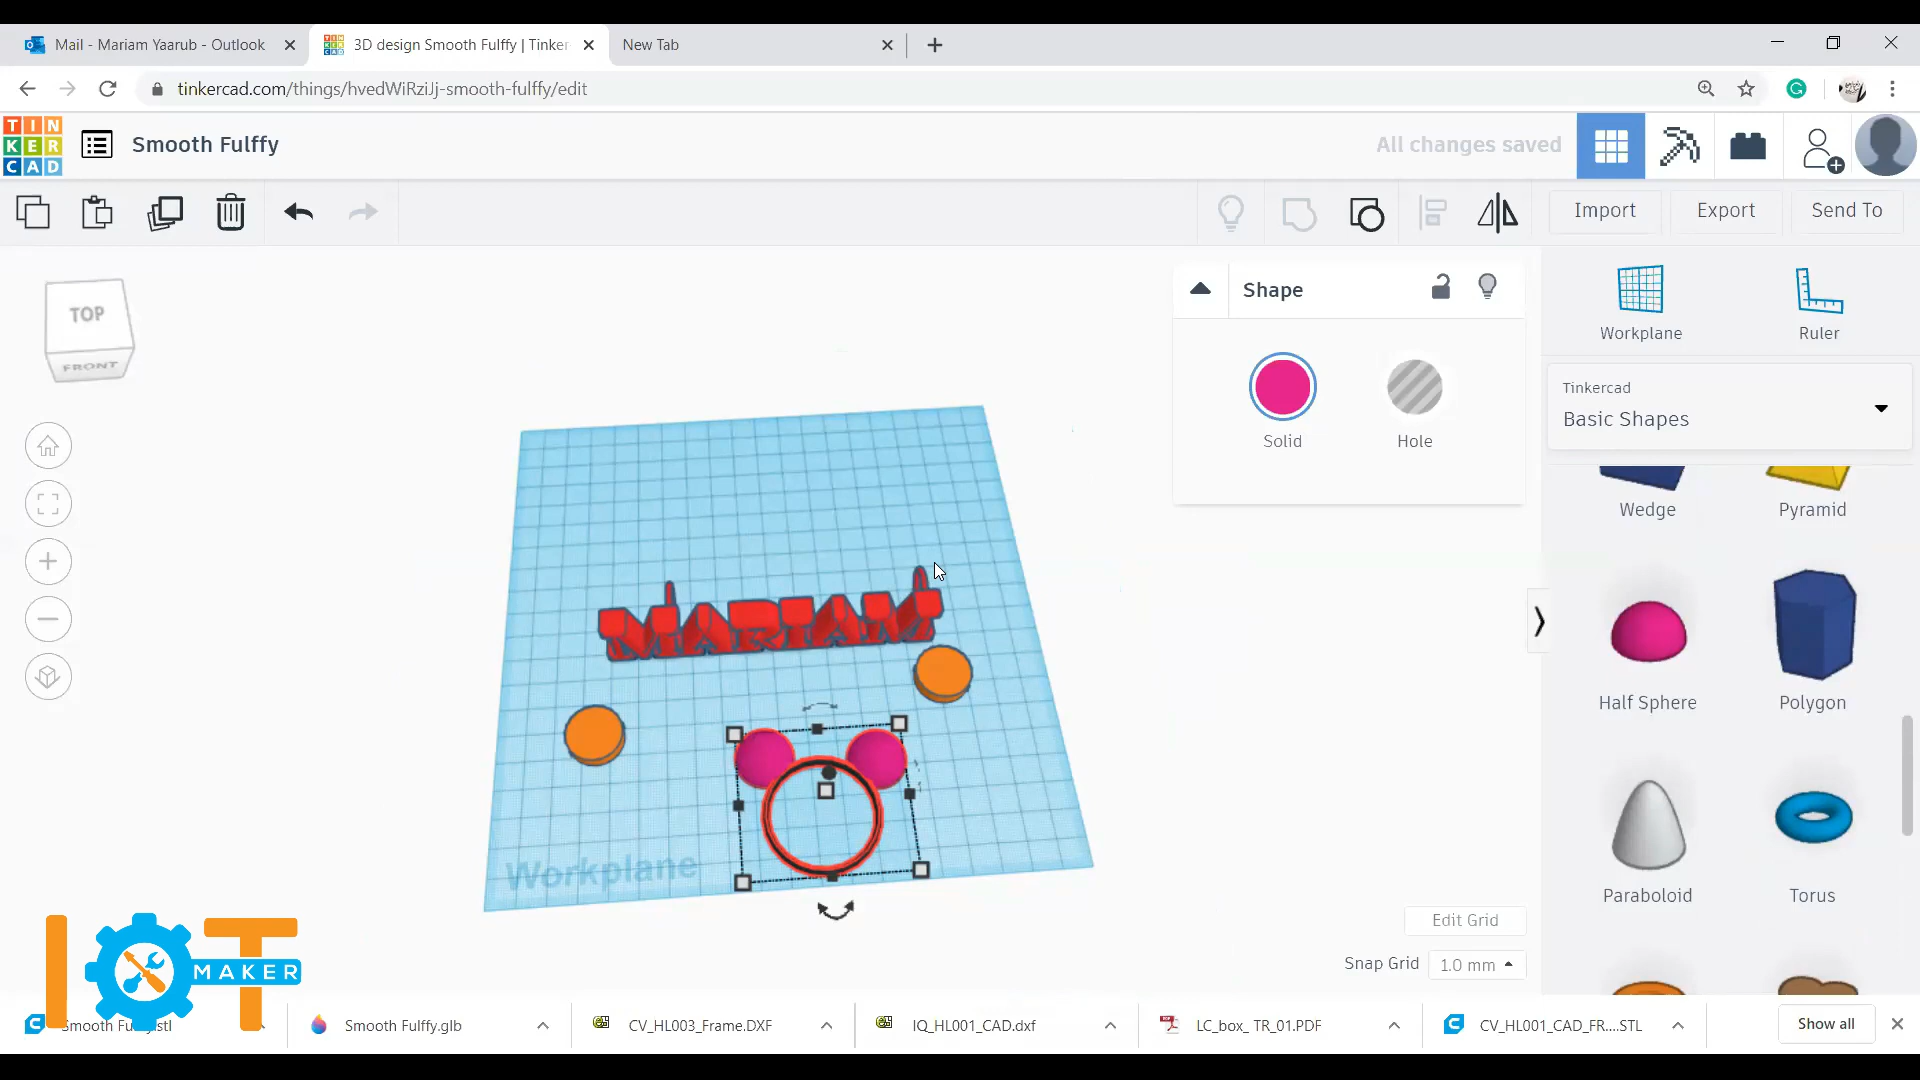 Mail - Mariam Yaarub - Outlook
3D design Smooth Fulffy | Tinker
New Tab
tinkercad.com/things/hvedWiRziJj-smooth-fulffy/edit
TIN
KER
CAD
Smooth Fulffy
All changes saved
Import
Export
Send To
TOP
FRONT
Shape
Solid
Hole
Workplane
Ruler
Tinkercad
Basic Shapes
Wedge
Pyramid
Half Sphere
Polygon
Paraboloid
Torus
MARIAM
Workplane
Edit Grid
Snap Grid
1.0 mm
IOT
MAKER
Smooth Fulffy.glb
CV_HL003_Frame.DXF
IQ_HL001_CAD.dxf
LC_box_ TR_01.PDF
CV_HL001_CAD_FR....STL
Show all